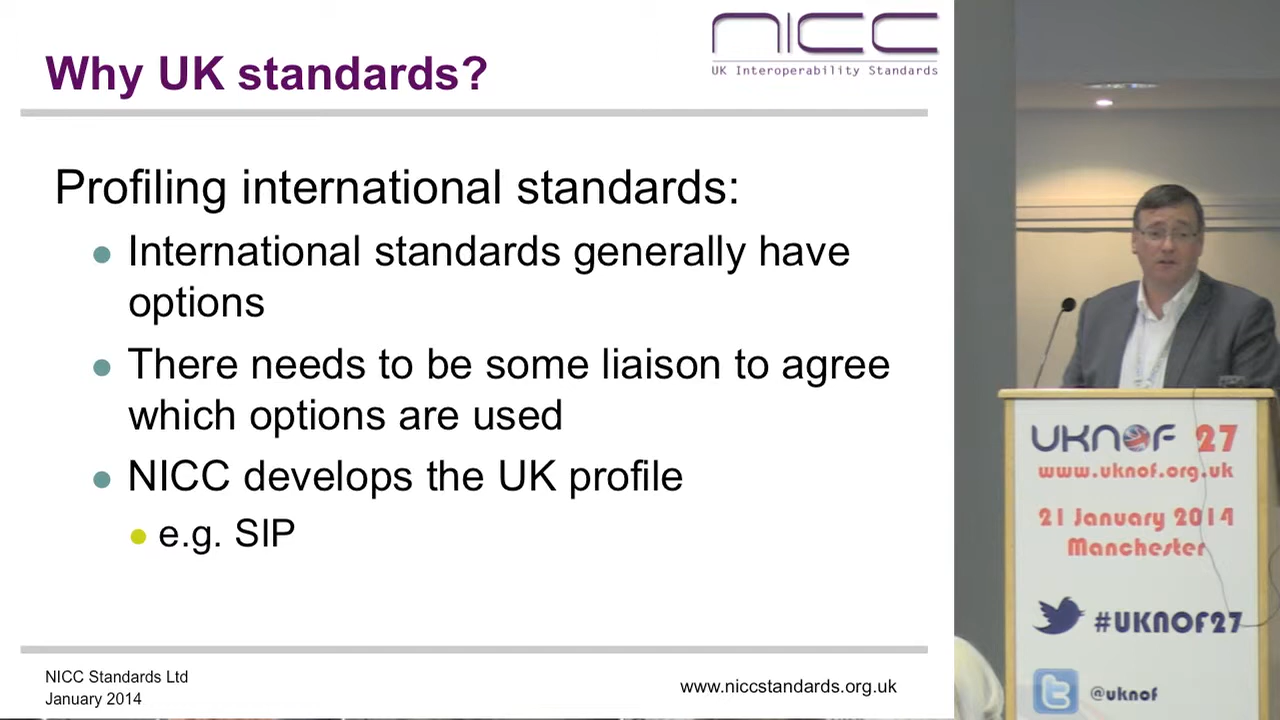 Why UK standards?
NICC
UK Interoperability Standards
Profiling international standards:
International standards generally have
options
There needs to be some liaison to agree
which options are used
NICC develops the UK profile
e.g. SIP
NICC Standards Ltd
January 2014
www.niccstandards.org.uk
UKNOF 27
www.uknof.org.uk
21 January 2014
Manchester
#UKNOF27
@uknof